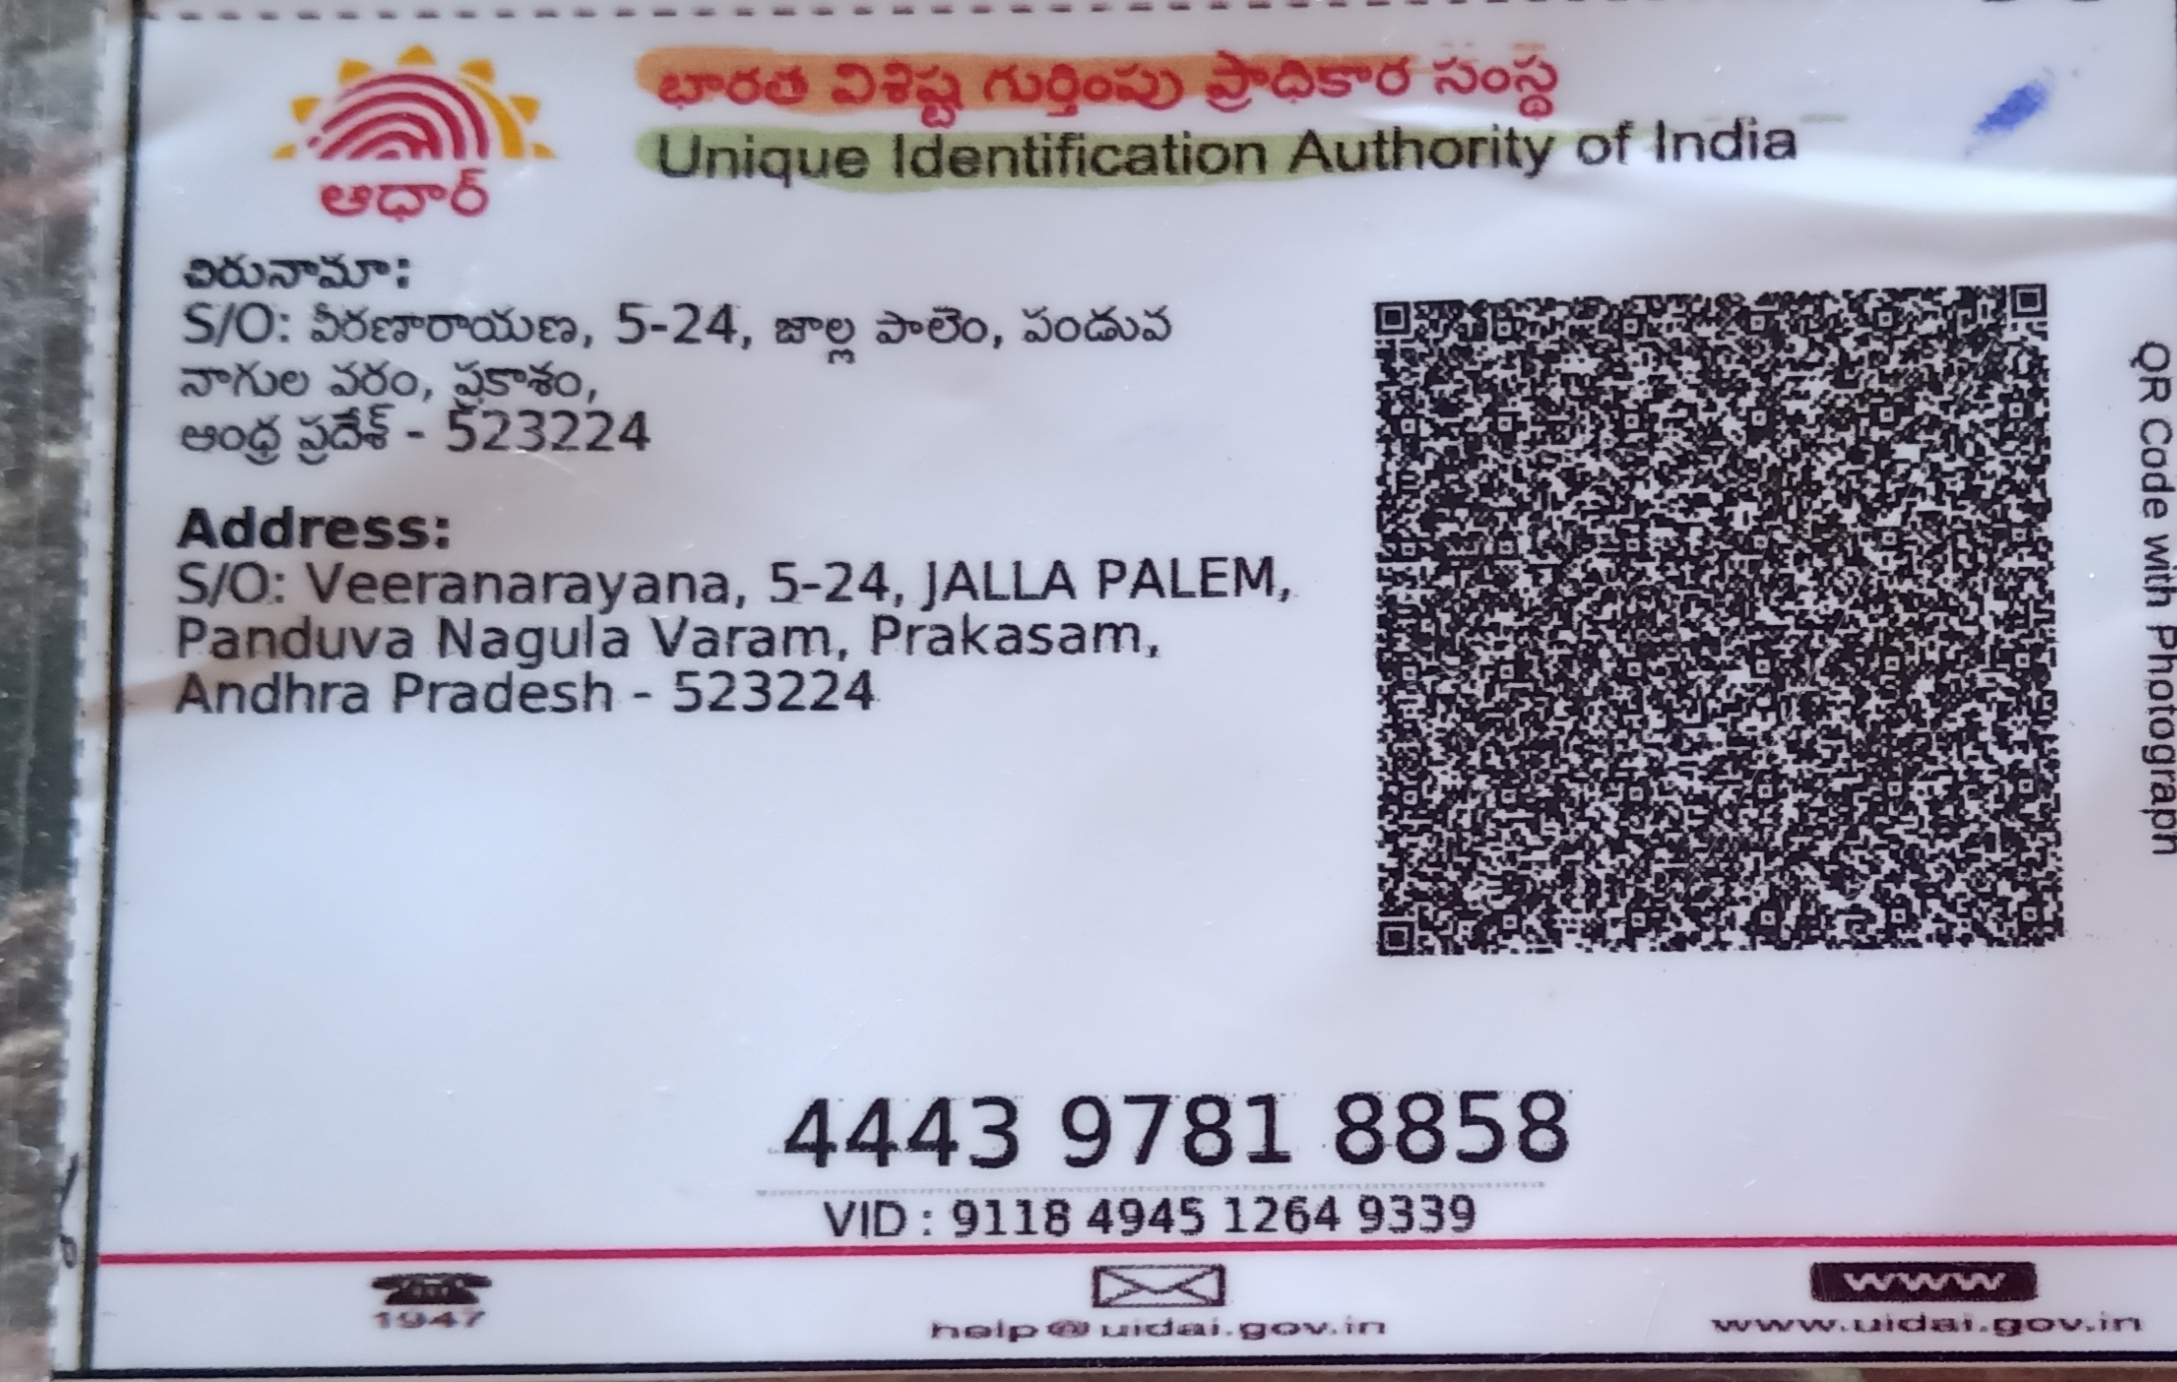 భారత విశిష్ట గుర్తింపు ప్రాధికార సంస్థ
Unique Identification Authority of India
ఆధార్
చిరునామా:
S/O: వీరణారాయణ, 5-24, జాల్ల పాలెం, పండువ
నాగుల వరం, ప్రకాశం,
ఆంధ్ర ప్రదేశ్ - 523224
Address:
S/O: Veeranarayana, 5-24, JALLA PALEM,
Panduva Nagula Varam, Prakasam,
Andhra Pradesh - 523224
QR Code with Photograph
4443 9781 8858
VID : 9118 4945 1264 9339
1947
help@uidai.gov.in
www
www.uidai.gov.in